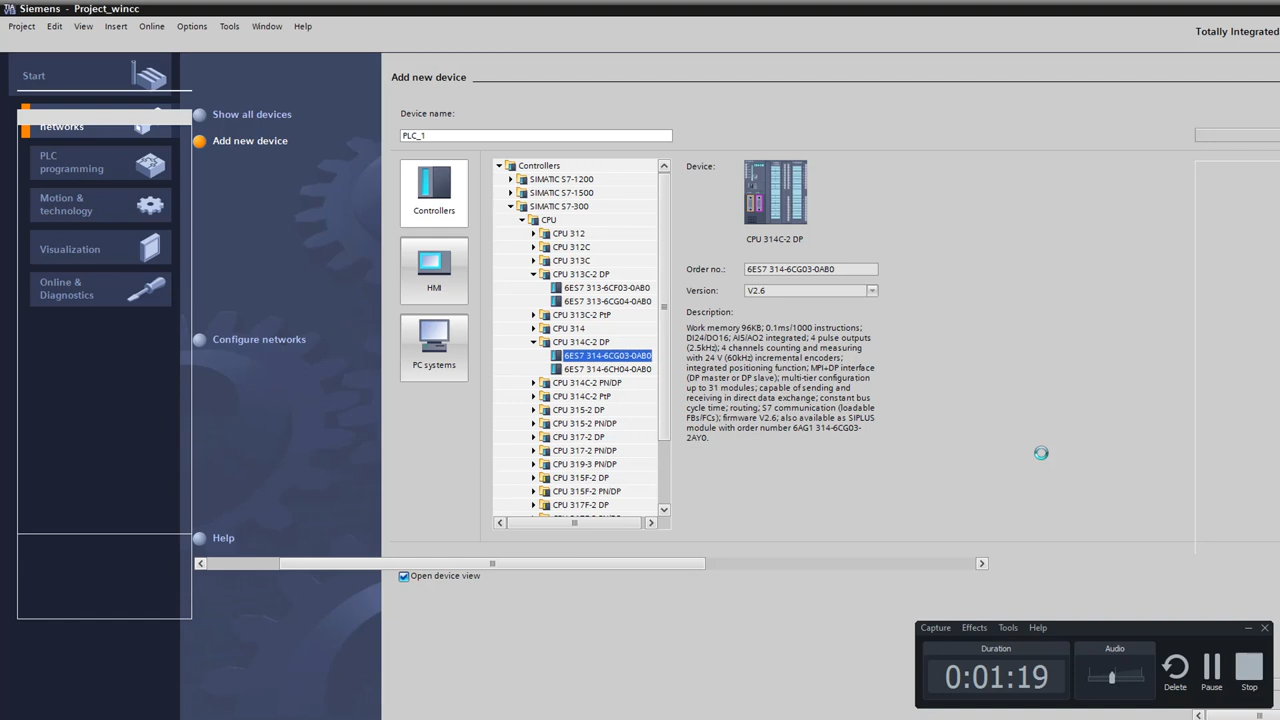 Siemens - Project_wincc
Project Edit View Insert Online Options Tools Window Help
Totally Integrated
Start
networks
PLC
programming
Motion &
technology
Visualization
Online &
Diagnostics
Show all devices
Add new device
Configure networks
Help
Add new device
Device name:
PLC_1
Controllers
HMI
PC systems
Controllers
SIMATIC S7-1200
SIMATIC S7-1500
SIMATIC S7-300
CPU
CPU 312
CPU 312C
CPU 313C
CPU 313C-2 DP
6ES7 313-6CF03-0AB0
6ES7 313-6CG04-0AB0
CPU 313C-2 PtP
CPU 314
CPU 314C-2 DP
6ES7 314-6CG03-0AB0
6ES7 314-6CH04-0AB0
CPU 314C-2 PN/DP
CPU 314C-2 PtP
CPU 315-2 DP
CPU 315-2 PN/DP
CPU 317-2 DP
CPU 317-2 PN/DP
CPU 319-3 PN/DP
CPU 315F-2 DP
CPU 315F-2 PN/DP
CPU 317F-2 DP
Device:
CPU 314C-2 DP
Order no.: 6ES7 314-6CG03-0AB0
Version: V2.6
Description:
Work memory 96KB; 0.1ms/1000 instructions;
DI24/DO16; AI5/AO2 integrated; 4 pulse outputs
(2.5kHz); 4 channels counting and measuring
with 24 V (60kHz) incremental encoders;
integrated positioning function; MPI+DP interface
(DP master or DP slave); multi-tier configuration
up to 31 modules; capable of sending and
receiving in direct data exchange; constant bus
cycle time; routing; S7 communication (loadable
FBs/FCs); firmware V2.6; also available as SIPLUS
module with order number 6AG1 314-6CG03-
2AY0.
Open device view
Capture Effects Tools Help
Duration
0:01:19
Audio
Delete
Pause
Stop